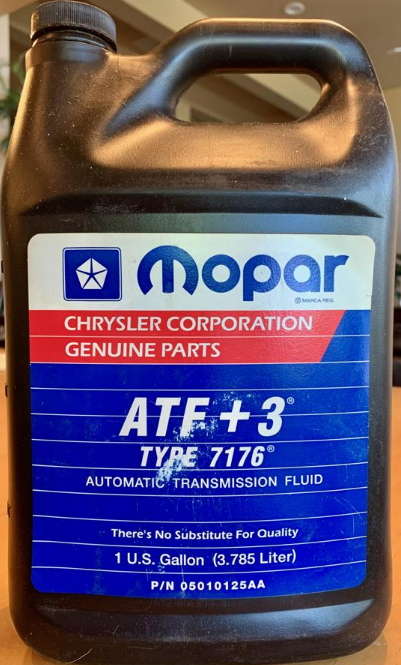 mopar®
MARCA REG.
CHRYSLER CORPORATION
GENUINE PARTS
ATF+3®
TYPE 7176®
AUTOMATIC TRANSMISSION FLUID
There's No Substitute For Quality
1 U.S. Gallon (3.785 Liter)
P/N 05010125AA